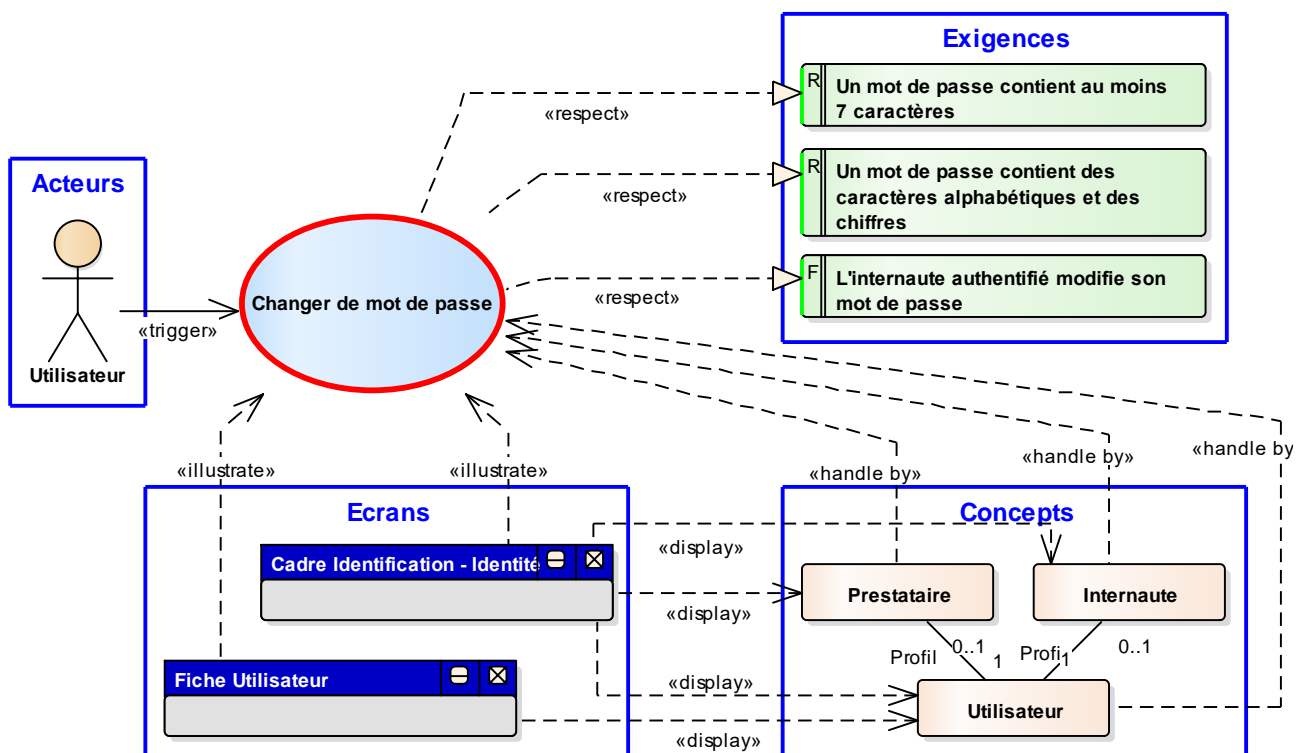 Exigences
R
Un mot de passe contient au moins
7 caractères
«respect»
R
Un mot de passe contient des
caractères alphabétiques et des
chiffres
«respect»
F
L'internaute authentifié modifie son
mot de passe
«respect»
Acteurs
Utilisateur
«trigger»
Changer de mot de passe
«illustrate»
«illustrate»
«handle by»
«handle by»
«handle by»
Ecrans
Cadre Identification - Identité
Fiche Utilisateur
«display»
«display»
«display»
«display»
Concepts
Prestataire
Internaute
Profil
0..1
1
Profi
1
0..1
Utilisateur